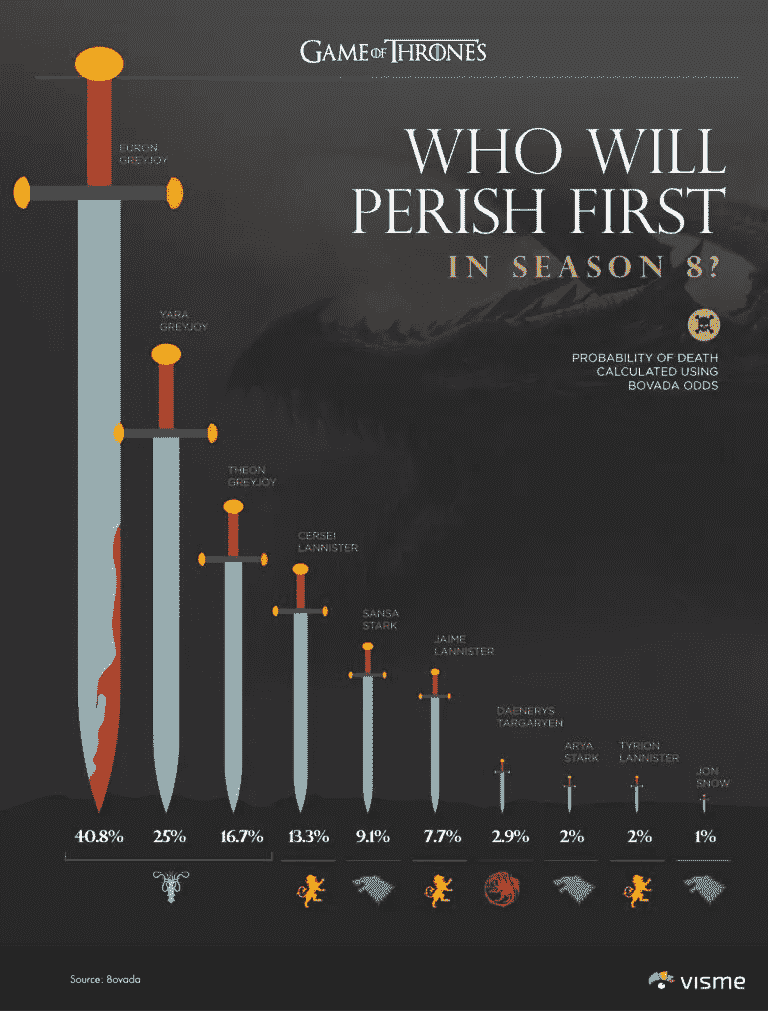 GAME OF THRONES
WHO WILL
PERISH FIRST
IN SEASON 8?
PROBABILITY OF DEATH
CALCULATED USING
BOVADA ODDS
EURON
GREYJOY
YARA
GREYJOY
THEON
GREYJOY
CERSEI
LANNISTER
SANSA
STARK
JAIME
LANNISTER
DAENERYS
TARGARYEN
ARYA
STARK
TYRION
LANNISTER
JON
SNOW
40.8% 25% 16.7% 13.3% 9.1% 7.7% 2.9% 2% 2% 1%
Source: Bovada
visme